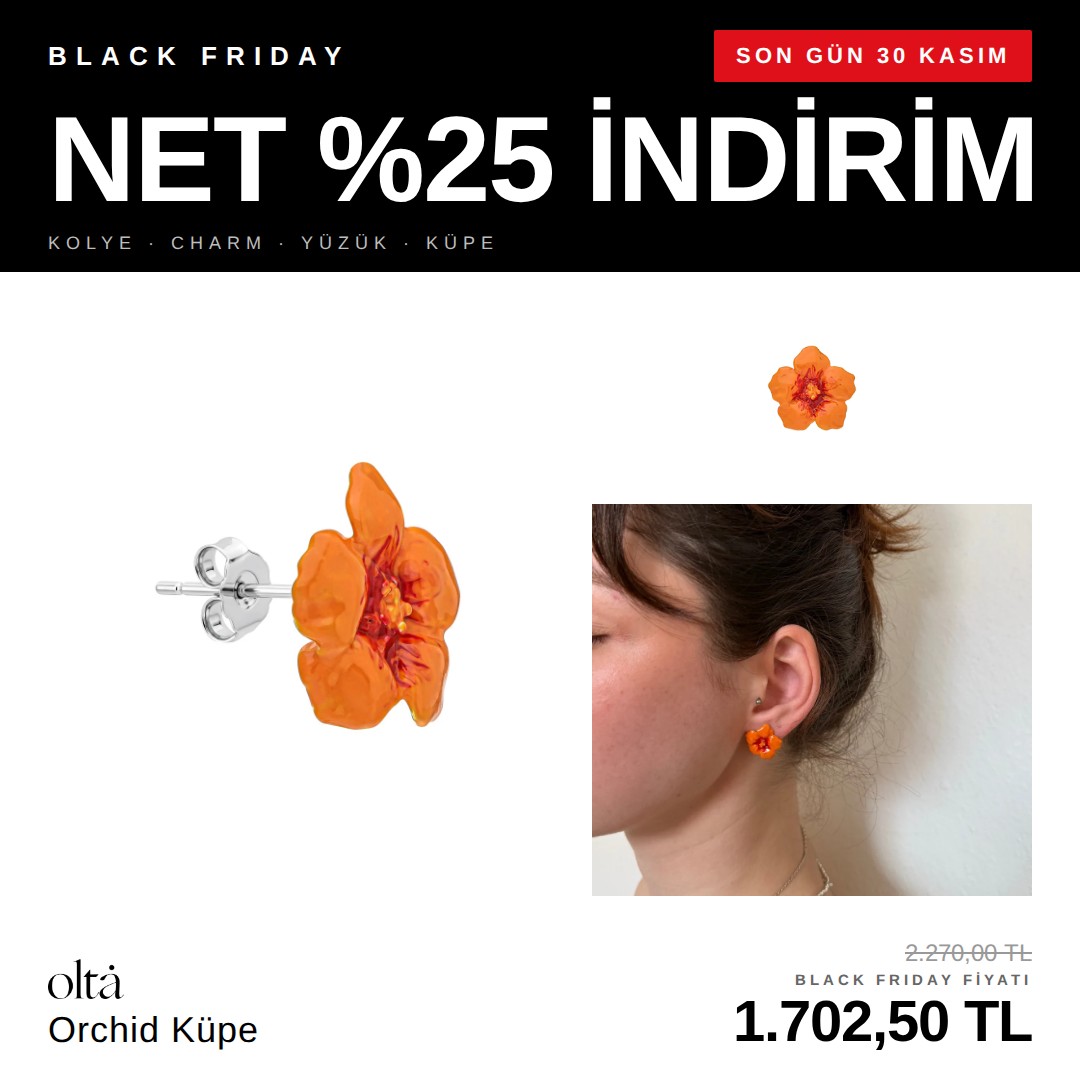 BLACK FRIDAY
SON GÜN 30 KASIM
NET %25 İNDİRİM
KOLYE · CHARM · YÜZÜK · KÜPE
olta
Orchid Küpe
2.270,00 TL
BLACK FRIDAY FİYATI
1.702,50 TL